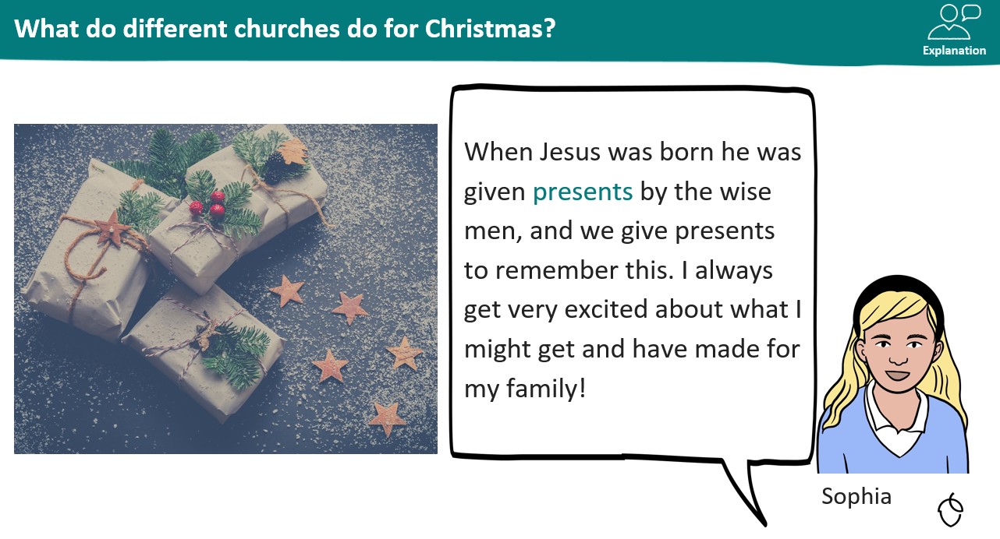 What do different churches do for Christmas?
Explanation
When Jesus was born he was
given presents by the wise
men, and we give presents
to remember this. I always
get very excited about what I
might get and have made for
my family!
Sophia